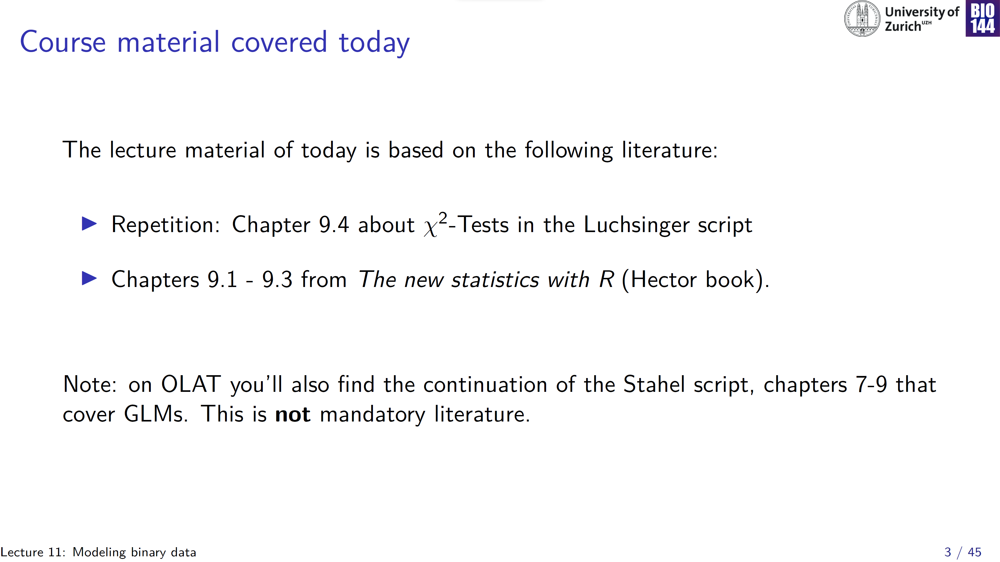 University of
Zurich UZH
BIO
144
Course material covered today
The lecture material of today is based on the following literature:
▶ Repetition: Chapter 9.4 about χ²-Tests in the Luchsinger script
▶ Chapters 9.1 - 9.3 from The new statistics with R (Hector book).
Note: on OLAT you'll also find the continuation of the Stahel script, chapters 7-9 that
cover GLMs. This is not mandatory literature.
Lecture 11: Modeling binary data
3 / 45